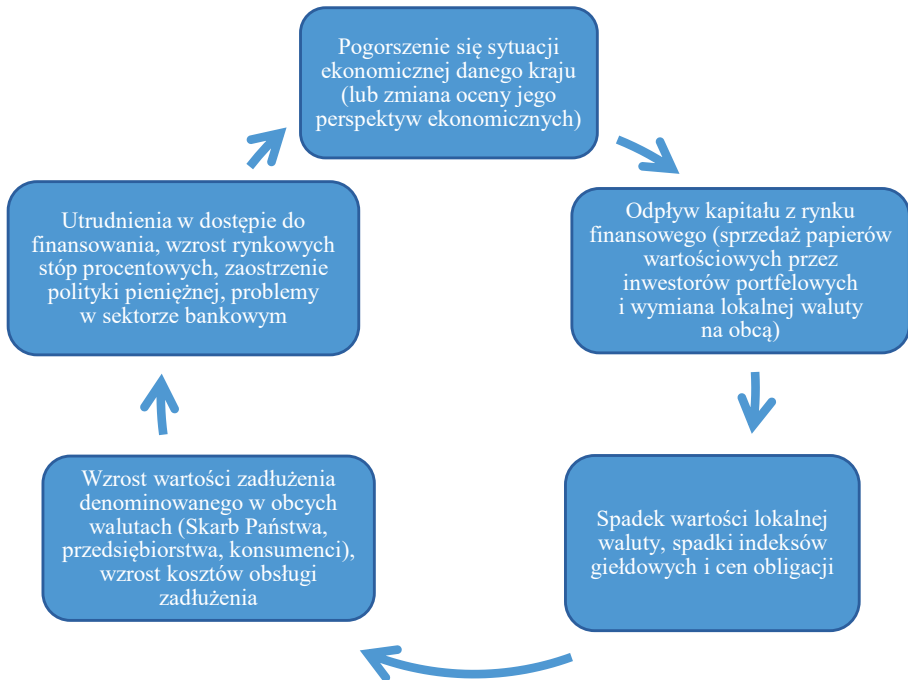 Pogorszenie się sytuacji
ekonomicznej danego kraju
(lub zmiana oceny jego
perspektyw ekonomicznych)
Odpływ kapitału z rynku
finansowego (sprzedaż papierów
wartościowych przez
inwestorów portfelowych
i wymiana lokalnej waluty
na obcą)
Spadek wartości lokalnej
waluty, spadki indeksów
giełdowych i cen obligacji
Wzrost wartości zadłużenia
denominowanego w obcych
walutach (Skarb Państwa,
przedsiębiorstwa, konsumenci),
wzrost kosztów obsługi
zadłużenia
Utrudnienia w dostępie do
finansowania, wzrost rynkowych
stóp procentowych, zaostrzenie
polityki pieniężnej, problemy
w sektorze bankowym